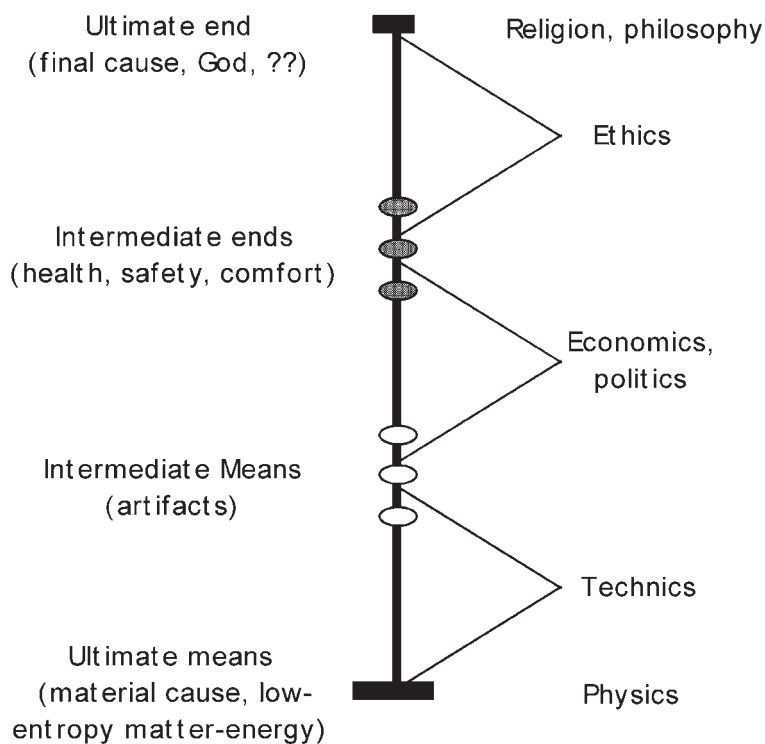 Ultimate end
(final cause, God, ??)
Religion, philosophy
Ethics
Intermediate ends
(health, safety, comfort)
Economics,
politics
Intermediate Means
(artifacts)
Technics
Ultimate means
(material cause, low-
entropy matter-energy)
Physics